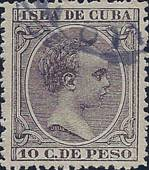 ISLA DE CUBA
10 C. DE PESO